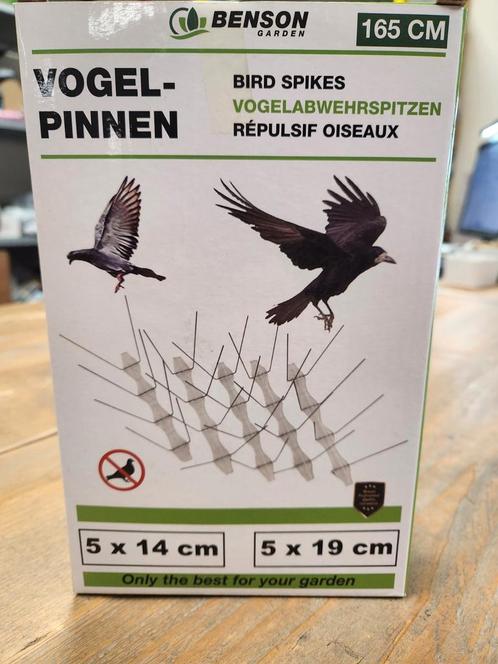 BENSON
GARDEN
165 CM
VOGEL-
PINNEN
BIRD SPIKES
VOGELABWEHRSPITZEN
RÉPULSIF OISEAUX
5 x 14 cm
5 x 19 cm
Only the best for your garden